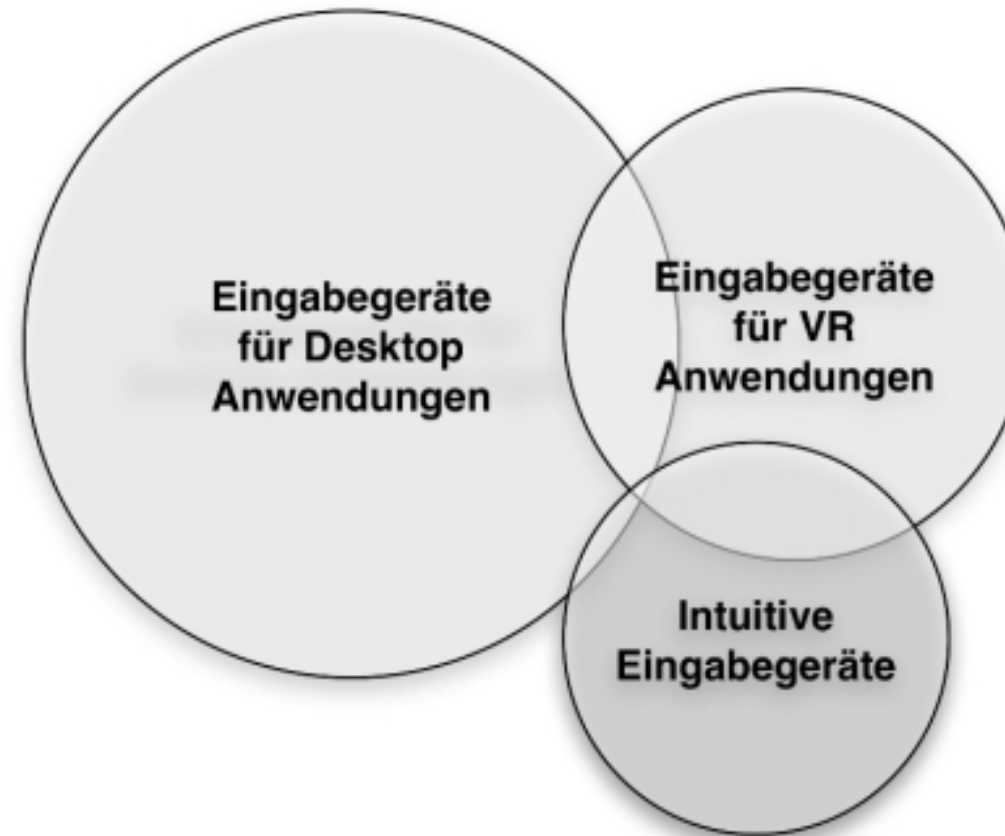 Eingabegeräte
für Desktop
Anwendungen
Eingabegeräte
für VR
Anwendungen
Intuitive
Eingabegeräte